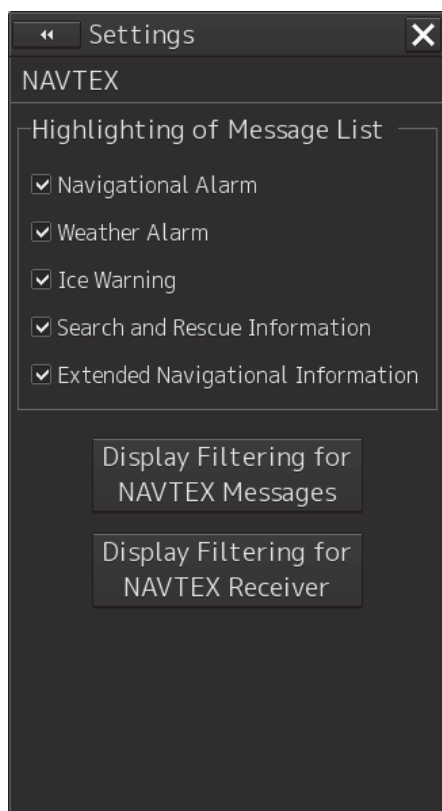 Settings
NAVTEX
Highlighting of Message List
Navigational Alarm
Weather Alarm
Ice Warning
Search and Rescue Information
Extended Navigational Information
Display Filtering for
NAVTEX Messages
Display Filtering for
NAVTEX Receiver